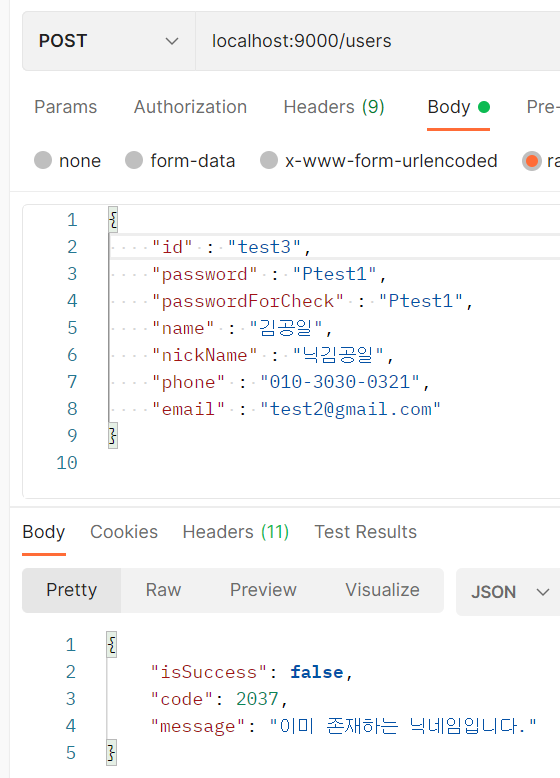 POST localhost:9000/users
Params Authorization Headers (9) Body Pre-
none form-data x-www-form-urlencoded ra
1 {
2 "id" : "test3",
3 "password" : "Ptest1",
4 "passwordForCheck" : "Ptest1",
5 "name" : "김공일",
6 "nickName" : "닉김공일",
7 "phone" : "010-3030-0321",
8 "email" : "test2@gmail.com"
9 }
10
Body Cookies Headers (11) Test Results
Pretty Raw Preview Visualize JSON
1 {
2 "isSuccess": false,
3 "code": 2037,
4 "message": "이미 존재하는 닉네임입니다."
5 }